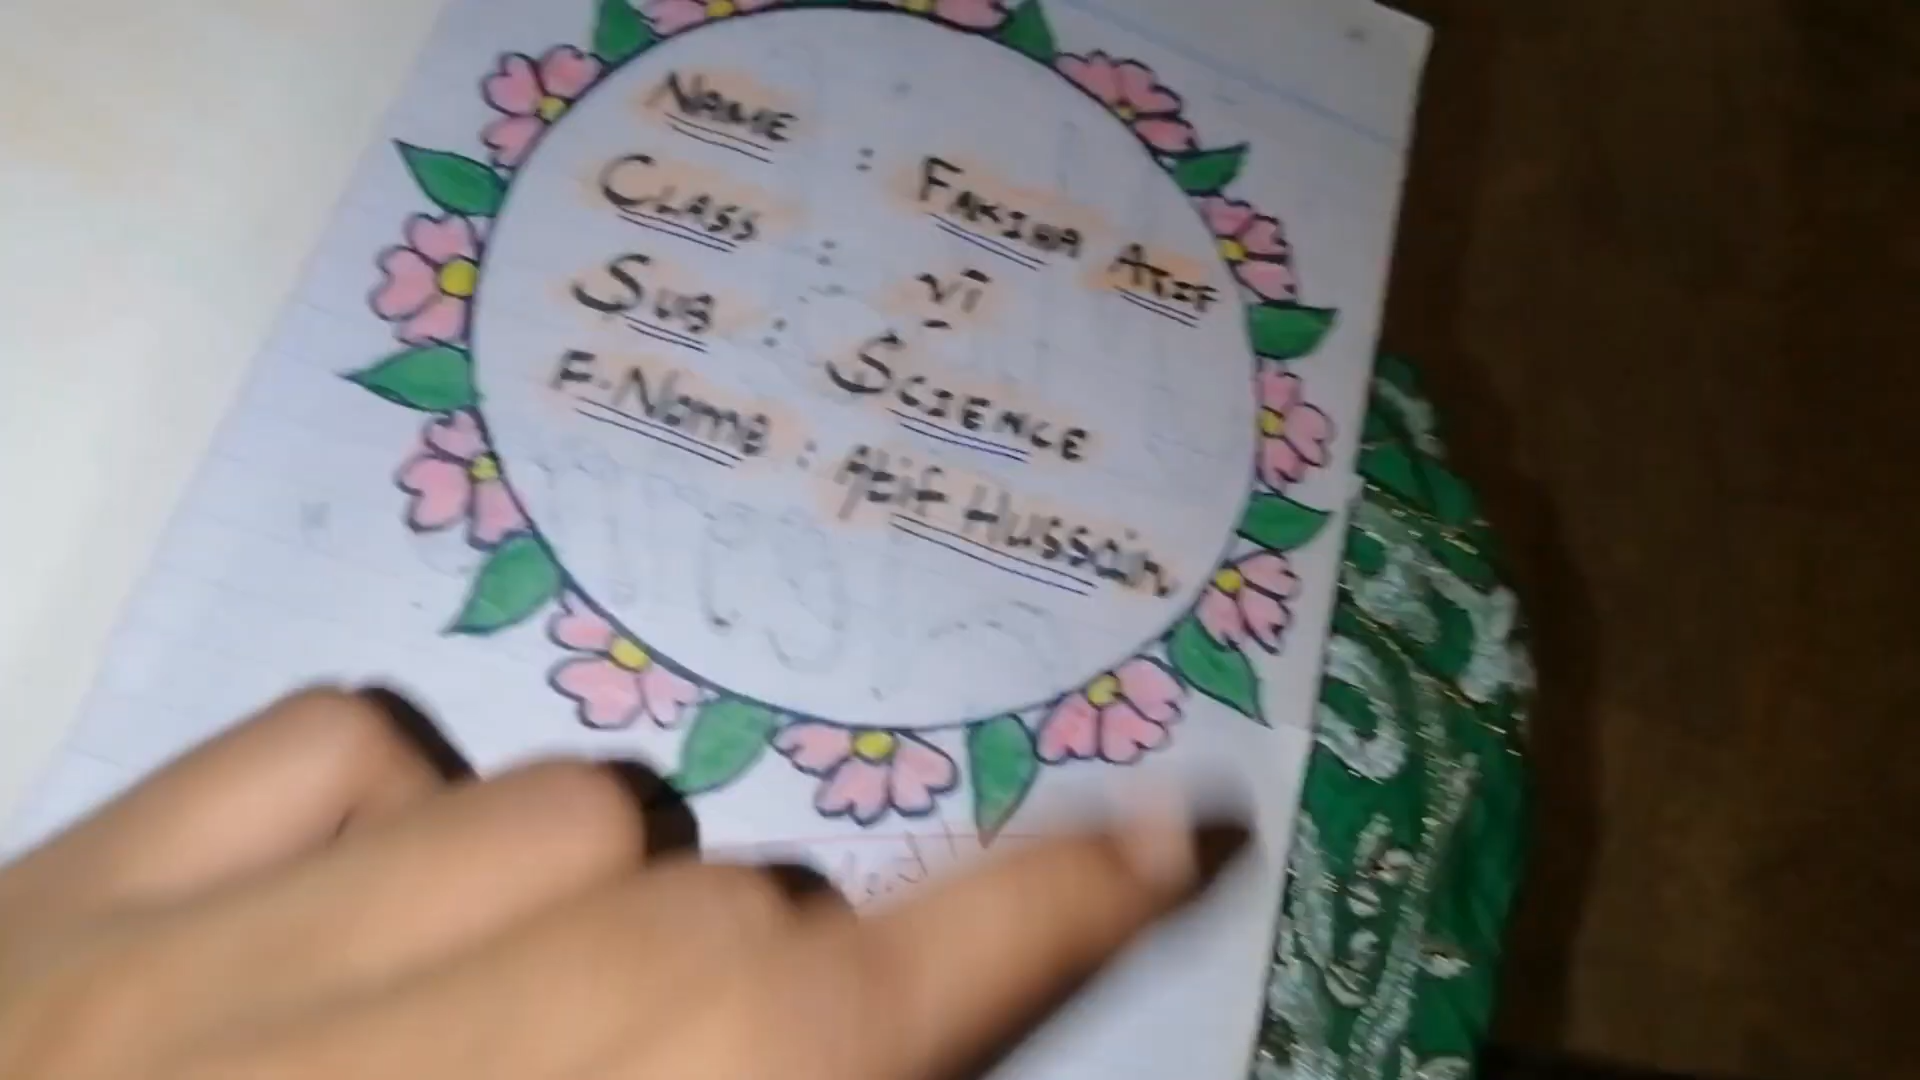 NAME : FAKIHA ATIF
CLASS : VI
SUB : SCIENCE
F-Name : Atif Hussain